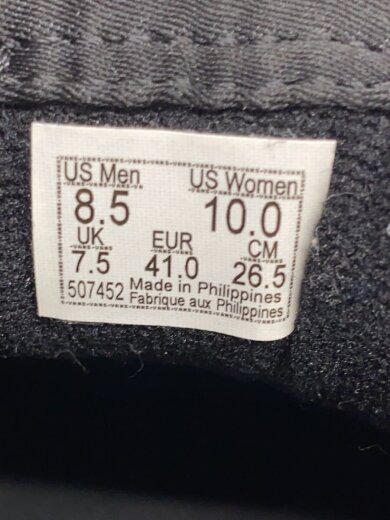 US Men US Women
8.5 10.0
UK EUR CM
7.5 41.0 26.5
507452 Made in Philippines
Fabrique aux Philippines